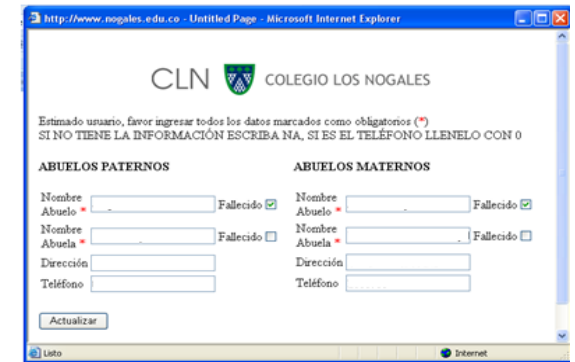 http://www.nogales.edu.co - Untitled Page - Microsoft Internet Explorer
CLN COLEGIO LOS NOGALES
Estimado usuario, favor ingresar todos los datos marcados como obligatorios (*)
SI NO TIENE LA INFORMACIÓN ESCRIBA NA, SI ES EL TELÉFONO LLENELO CON 0
ABUELOS PATERNOS
Nombre
Abuelo * Fallecido
Nombre
Abuela * Fallecido
Dirección
Teléfono
ABUELOS MATERNOS
Nombre
Abuelo * Fallecido
Nombre
Abuela * Fallecido
Dirección
Teléfono
Actualizar
Listo
Internet